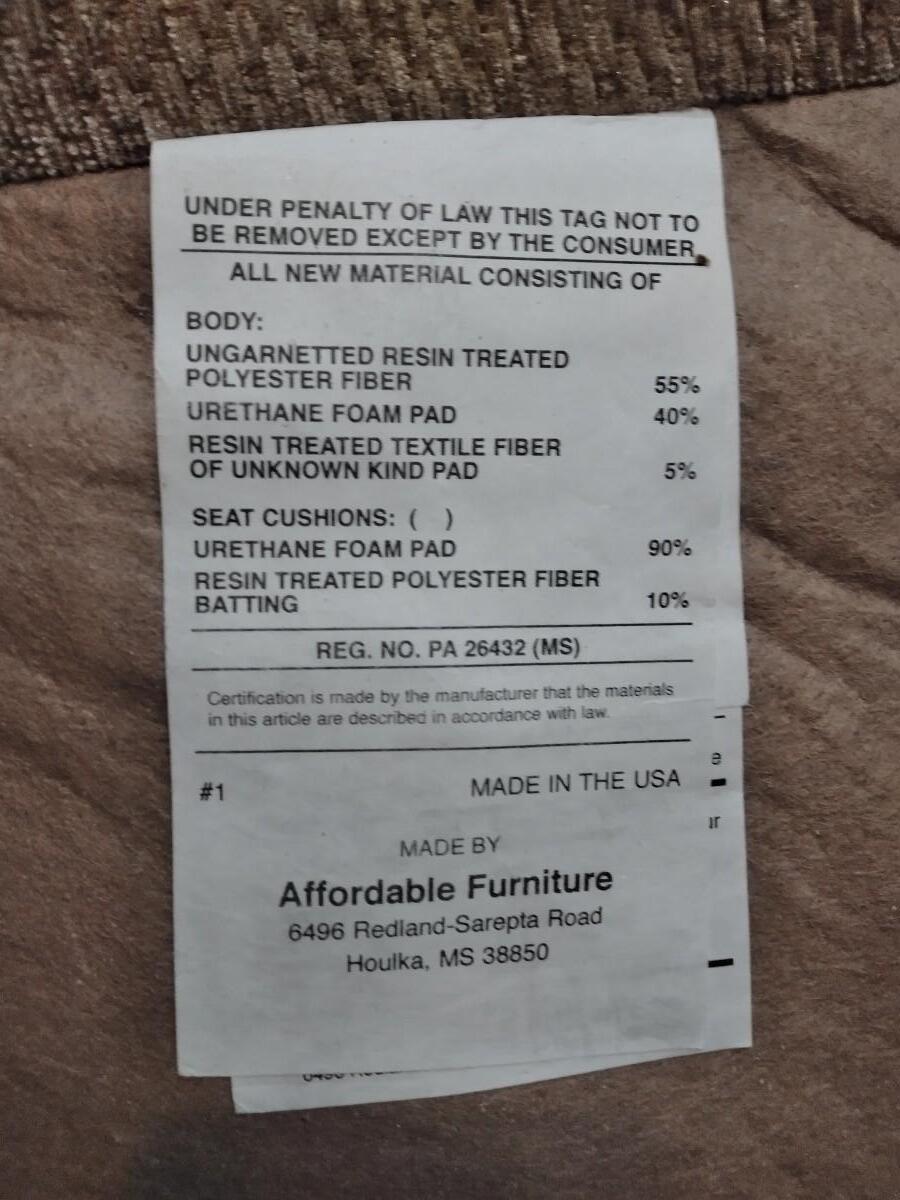 UNDER PENALTY OF LAW THIS TAG NOT TO
BE REMOVED EXCEPT BY THE CONSUMER
ALL NEW MATERIAL CONSISTING OF
BODY:
UNGARNETTED RESIN TREATED
POLYESTER FIBER 55%
URETHANE FOAM PAD 40%
RESIN TREATED TEXTILE FIBER
OF UNKNOWN KIND PAD 5%
SEAT CUSHIONS: ( )
URETHANE FOAM PAD 90%
RESIN TREATED POLYESTER FIBER
BATTING 10%
REG. NO. PA 26432 (MS)
Certification is made by the manufacturer that the materials
in this article are described in accordance with law.
#1 MADE IN THE USA
MADE BY
Affordable Furniture
6496 Redland-Sarepta Road
Houlka, MS 38850